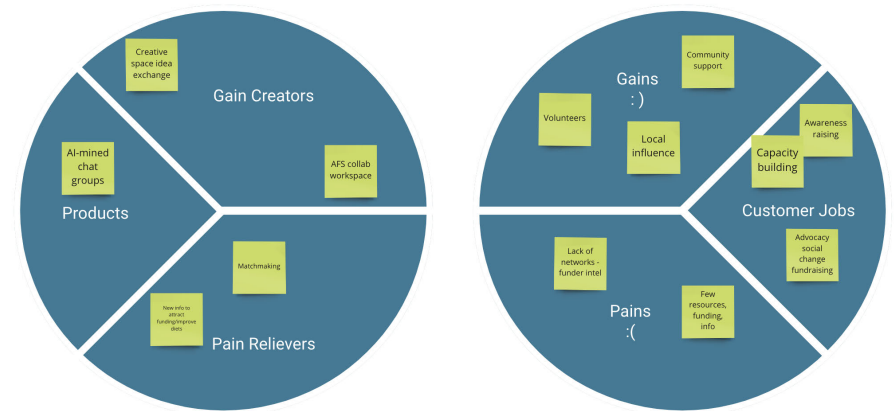 Creative
space idea
exchange
Gain Creators
AI-mined
chat
groups
AFS collab
workspace
Products
Matchmaking
New info to
attract
funding/improve
diets
Pain Relievers
Community
support
Gains
: )
Volunteers
Local
influence
Awareness
raising
Capacity
building
Customer Jobs
Advocacy
social
change
fundraising
Lack of
networks -
funder intel
Few
resources,
funding,
info
Pains
:(